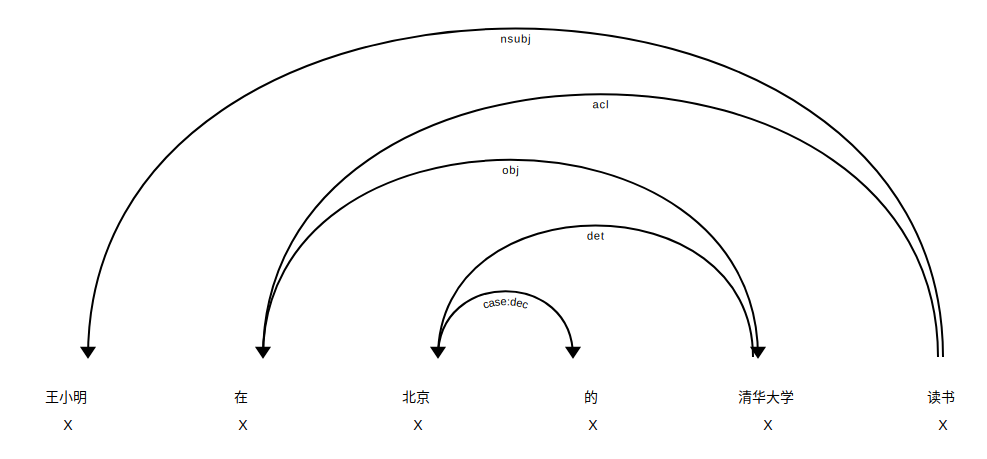 nsubj
acl
obj
det
case:dec
王小明 在 北京 的 清华大学 读书
X X X X X X